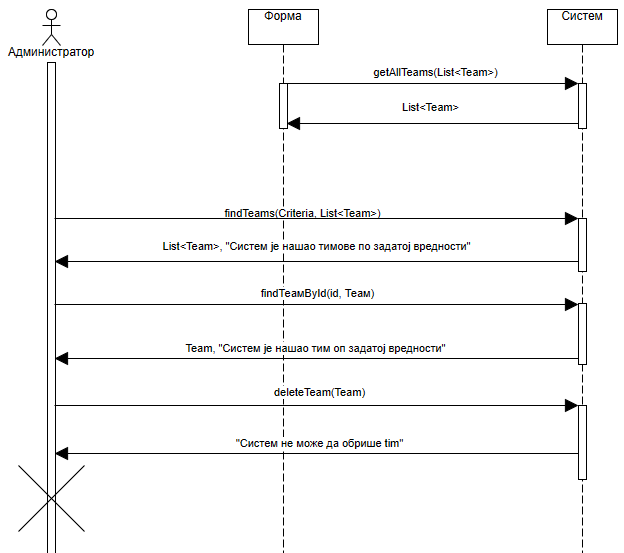 Форма
Систем
Администратор
getAllTeams(List<Team>)
List<Team>
findTeams(Criteria, List<Team>)
List<Team>, "Систем је нашао тимове по задатој вредности"
findTeamById(id, Team)
Team, "Систем је нашао тим оп задатој вредности"
deleteTeam(Team)
"Систем не може да обрише tim"